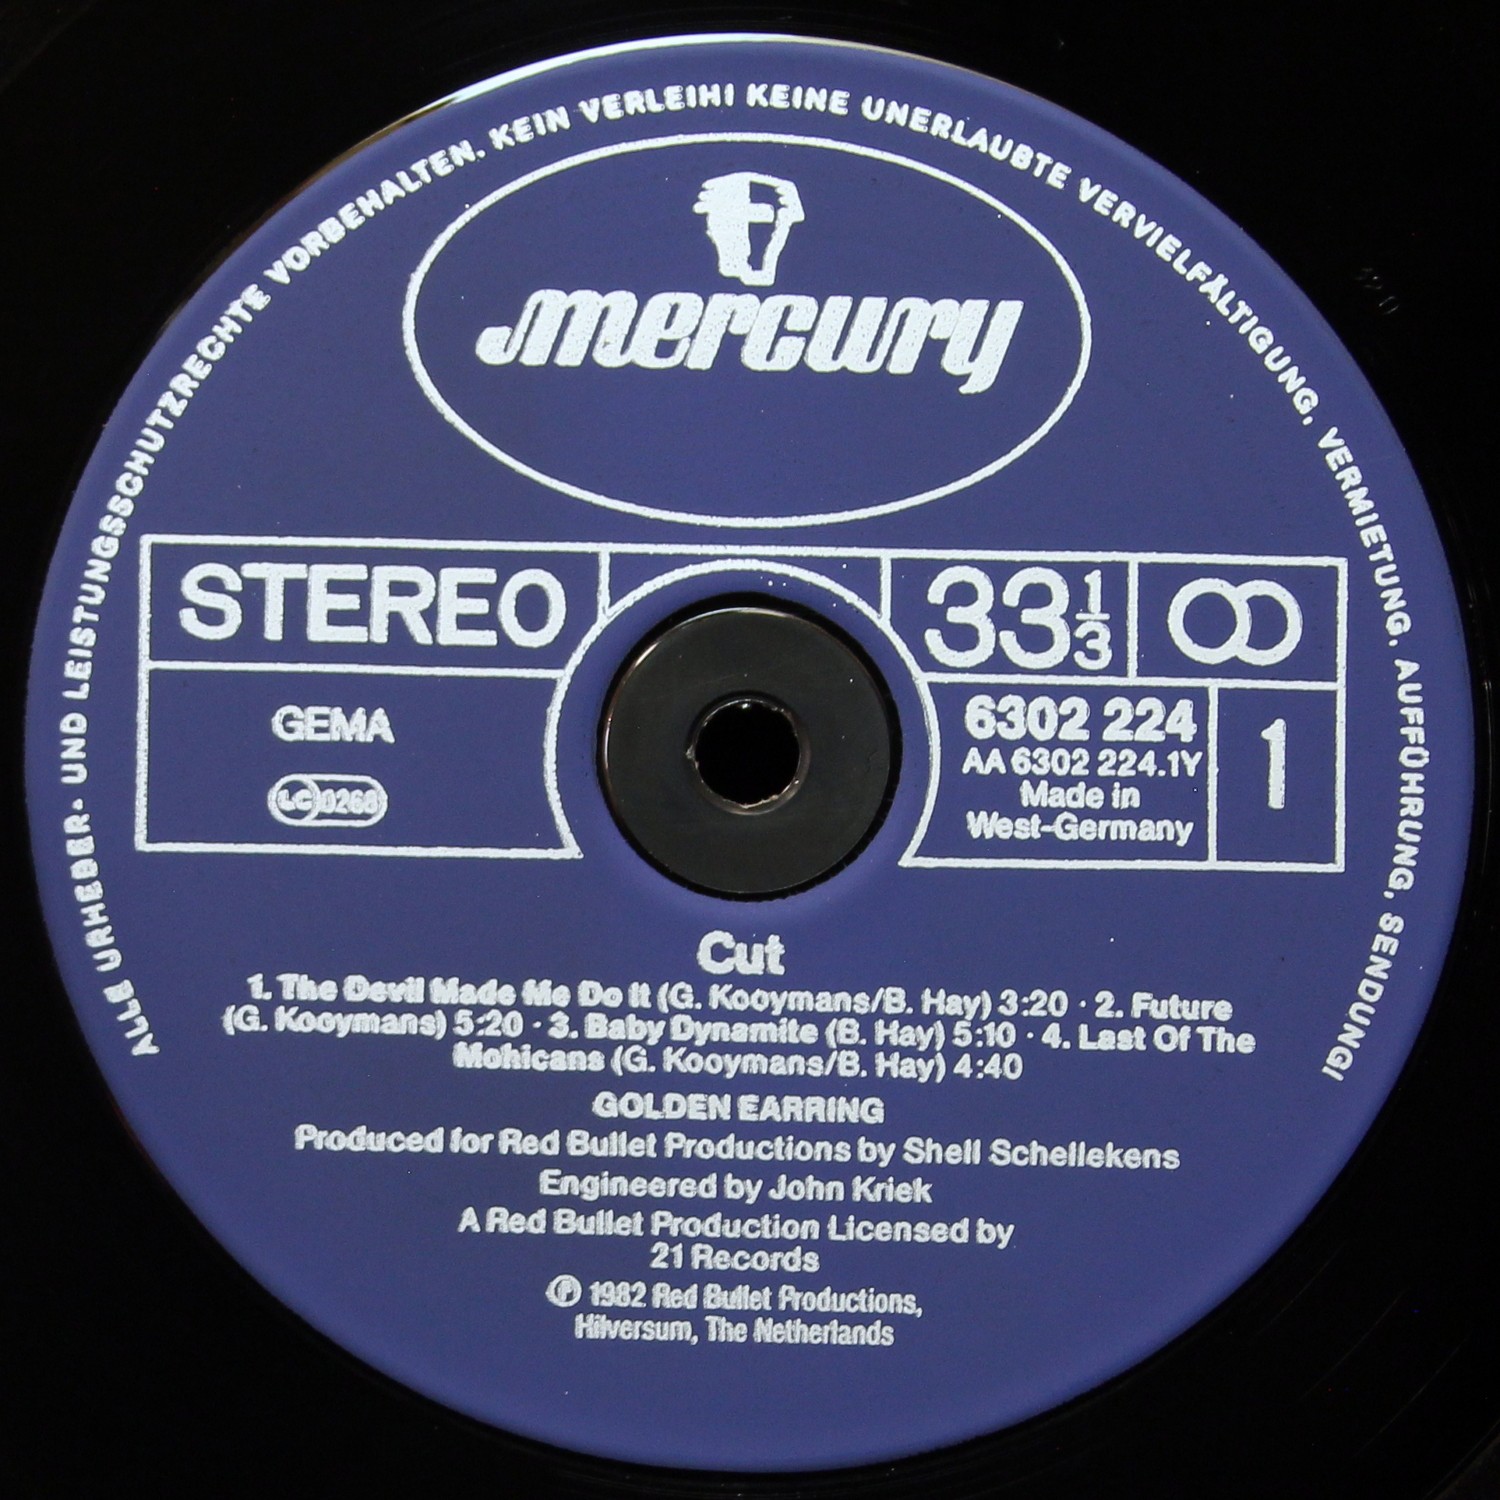 ALLE URHEBER- UND LEISTUNGSSCHUTZRECHTE VORBEHALTEN. KEIN VERLEIH! KEINE UNERLAUBTE VERVIELFÄLTIGUNG, VERMIETUNG, AUFFÜHRUNG, SENDUNG!
mercury
STEREO
33 1/3
GEMA
LC 0268
6302 224
AA 6302 224.1Y
Made in
West-Germany
1
Cut
1. The Devil Made Me Do It (G. Kooymans/B. Hay) 3:20 · 2. Future
(G. Kooymans) 5:20 · 3. Baby Dynamite (B. Hay) 5:10 · 4. Last Of The
Mohicans (G. Kooymans/B. Hay) 4:40
GOLDEN EARRING
Produced for Red Bullet Productions by Shell Schellekens
Engineered by John Kriek
A Red Bullet Production Licensed by
21 Records
Ⓟ 1982 Red Bullet Productions,
Hilversum, The Netherlands